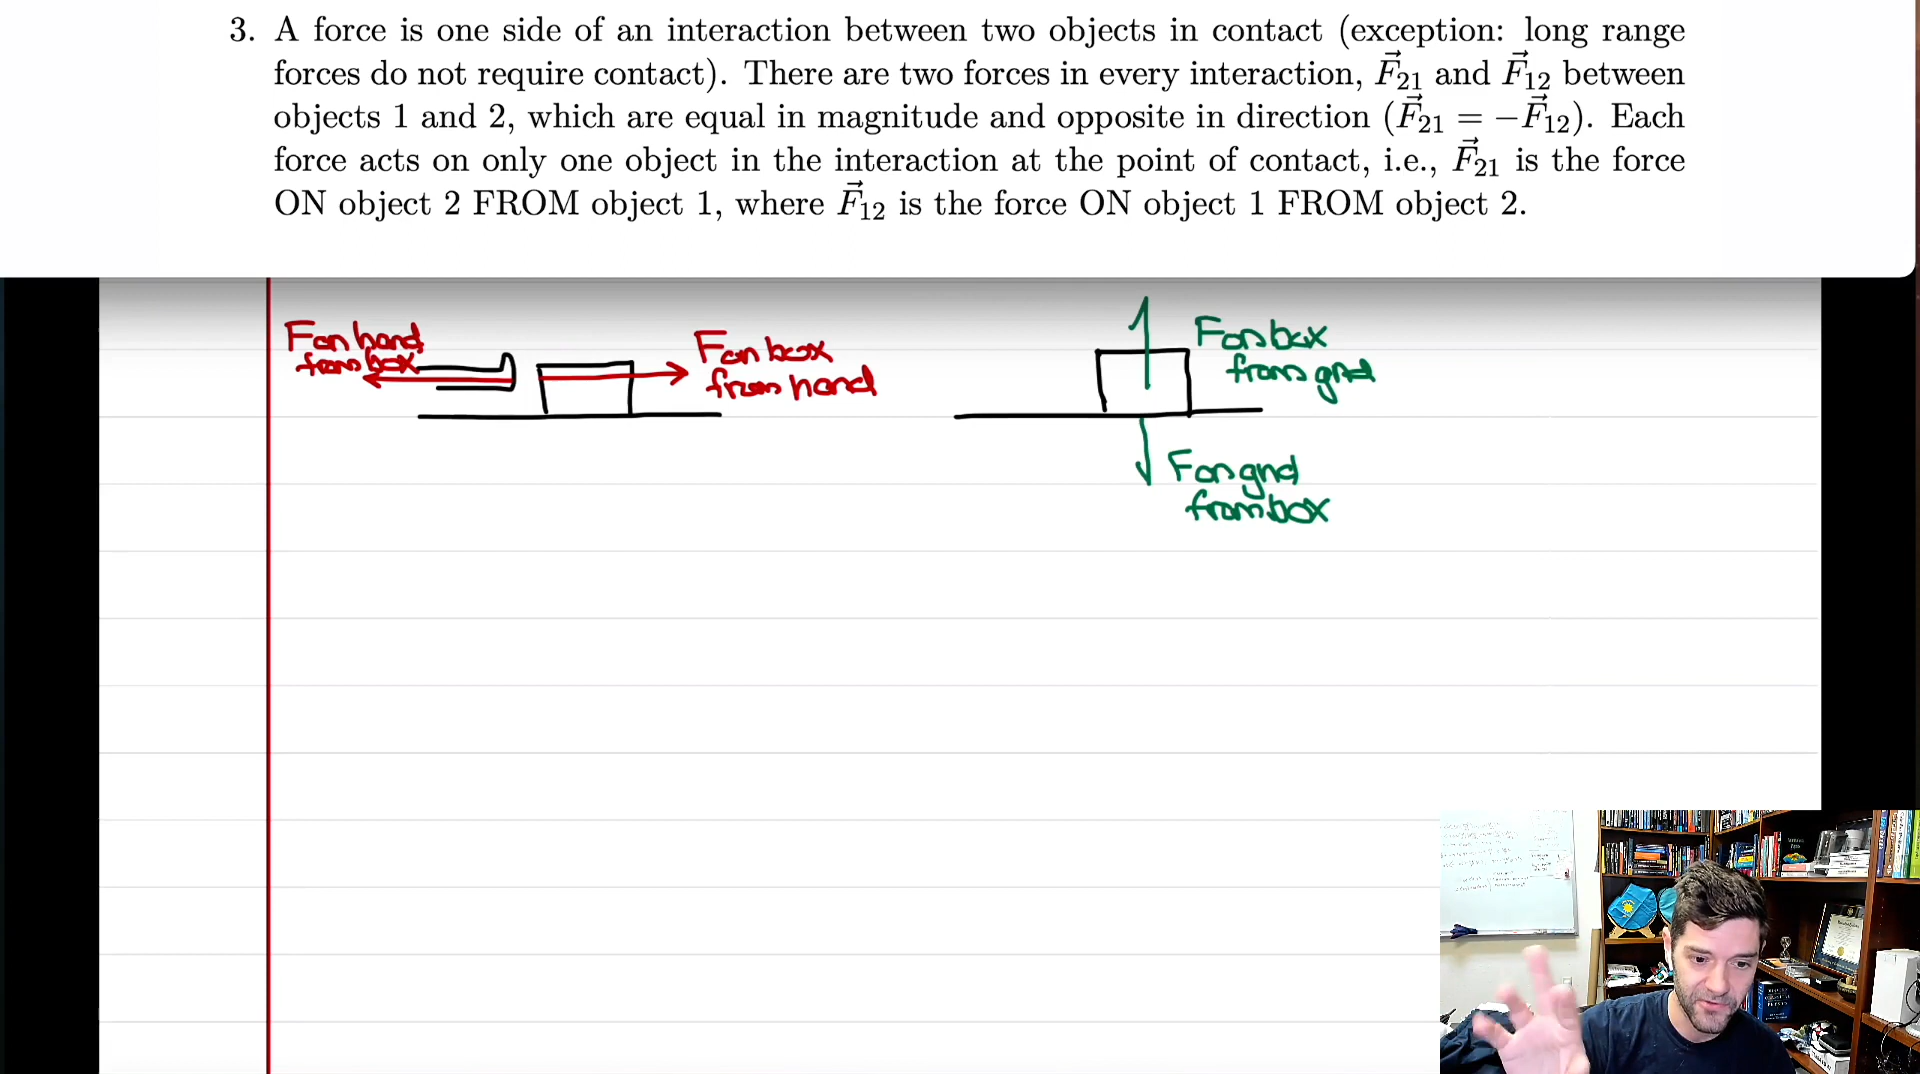 3. A force is one side of an interaction between two objects in contact (exception: long range
forces do not require contact). There are two forces in every interaction, F⃗21 and F⃗12 between
objects 1 and 2, which are equal in magnitude and opposite in direction (F⃗21 = −F⃗12). Each
force acts on only one object in the interaction at the point of contact, i.e., F⃗21 is the force
ON object 2 FROM object 1, where F⃗12 is the force ON object 1 FROM object 2.
F on hand
from box
F on box
from hand
F on box
from gnd
F on gnd
from box